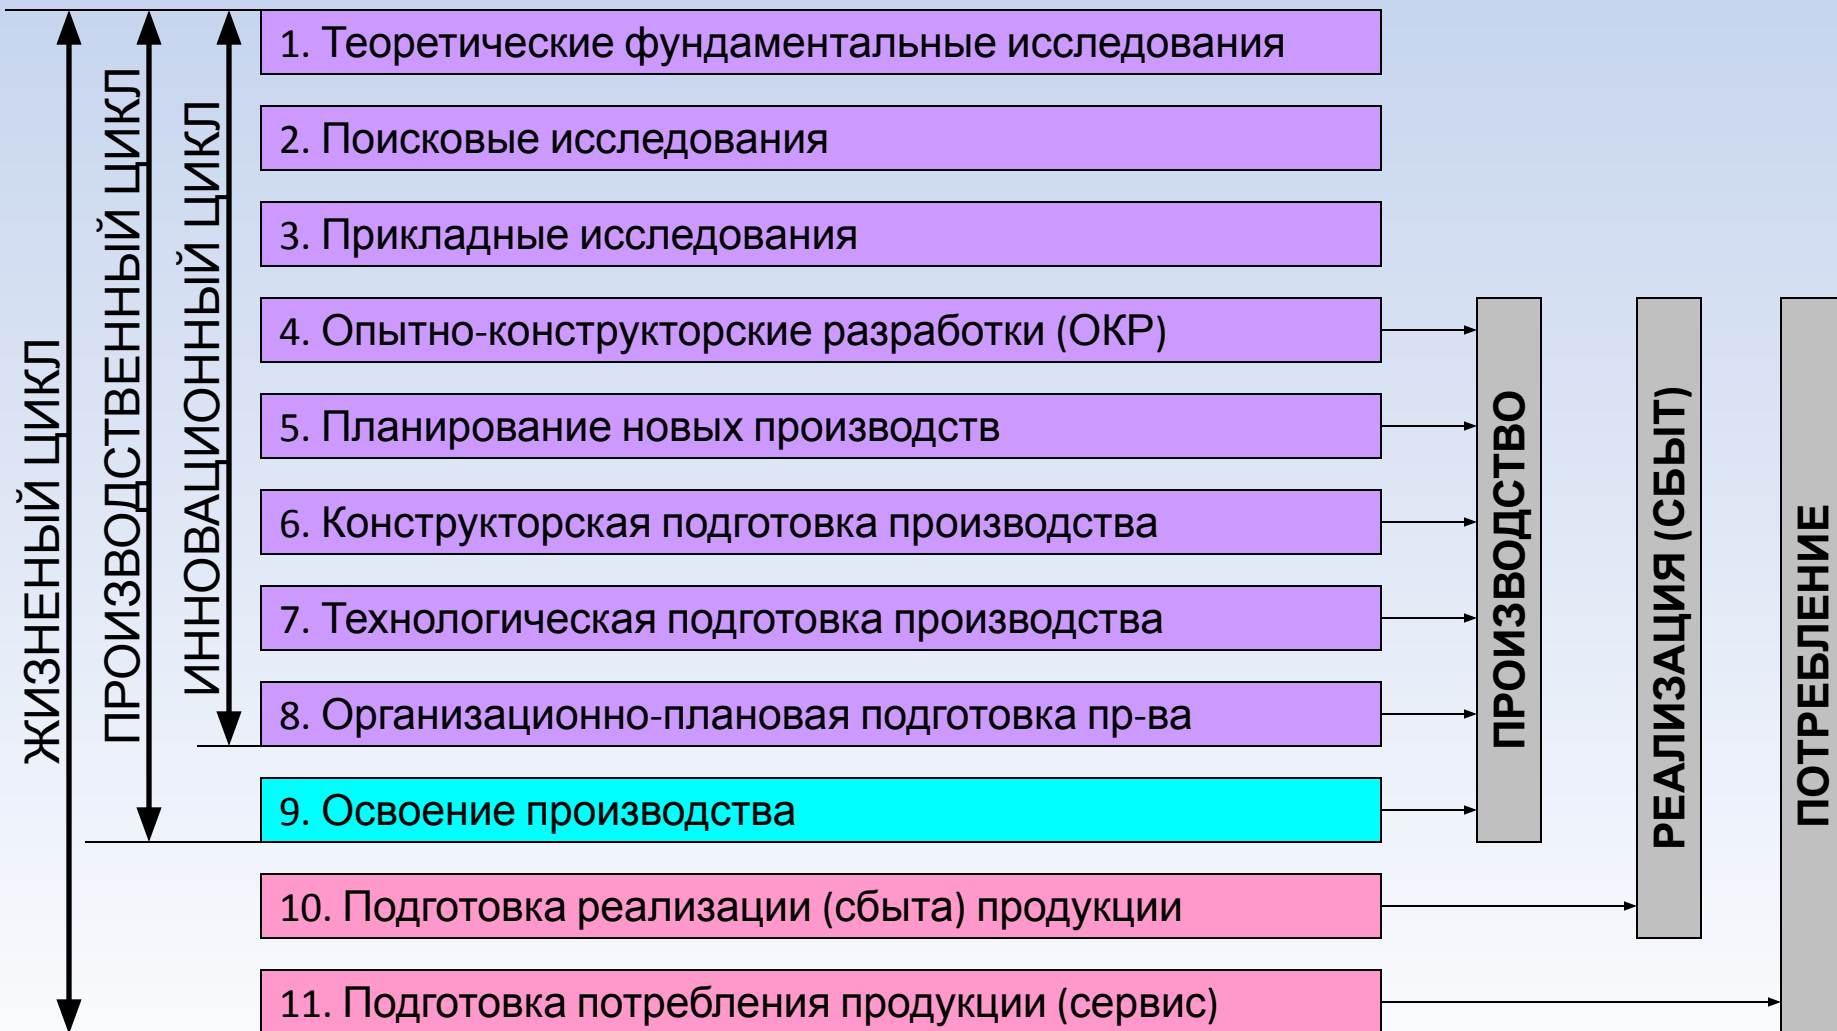 ЖИЗНЕНЫЙ ЦИКЛ
ПРОИЗВОДСТВЕННЫЙ ЦИКЛ
ИННОВАЦИОННЫЙ ЦИКЛ
1. Теоретические фундаментальные исследования
2. Поисковые исследования
3. Прикладные исследования
4. Опытно-конструкторские разработки (ОКР)
5. Планирование новых производств
6. Конструкторская подготовка производства
7. Технологическая подготовка производства
8. Организационно-плановая подготовка пр-ва
9. Освоение производства
10. Подготовка реализации (сбыта) продукции
11. Подготовка потребления продукции (сервис)
ПРОИЗВОДСТВО
РЕАЛИЗАЦИЯ (СБЫТ)
ПОТРЕБЛЕНИЕ